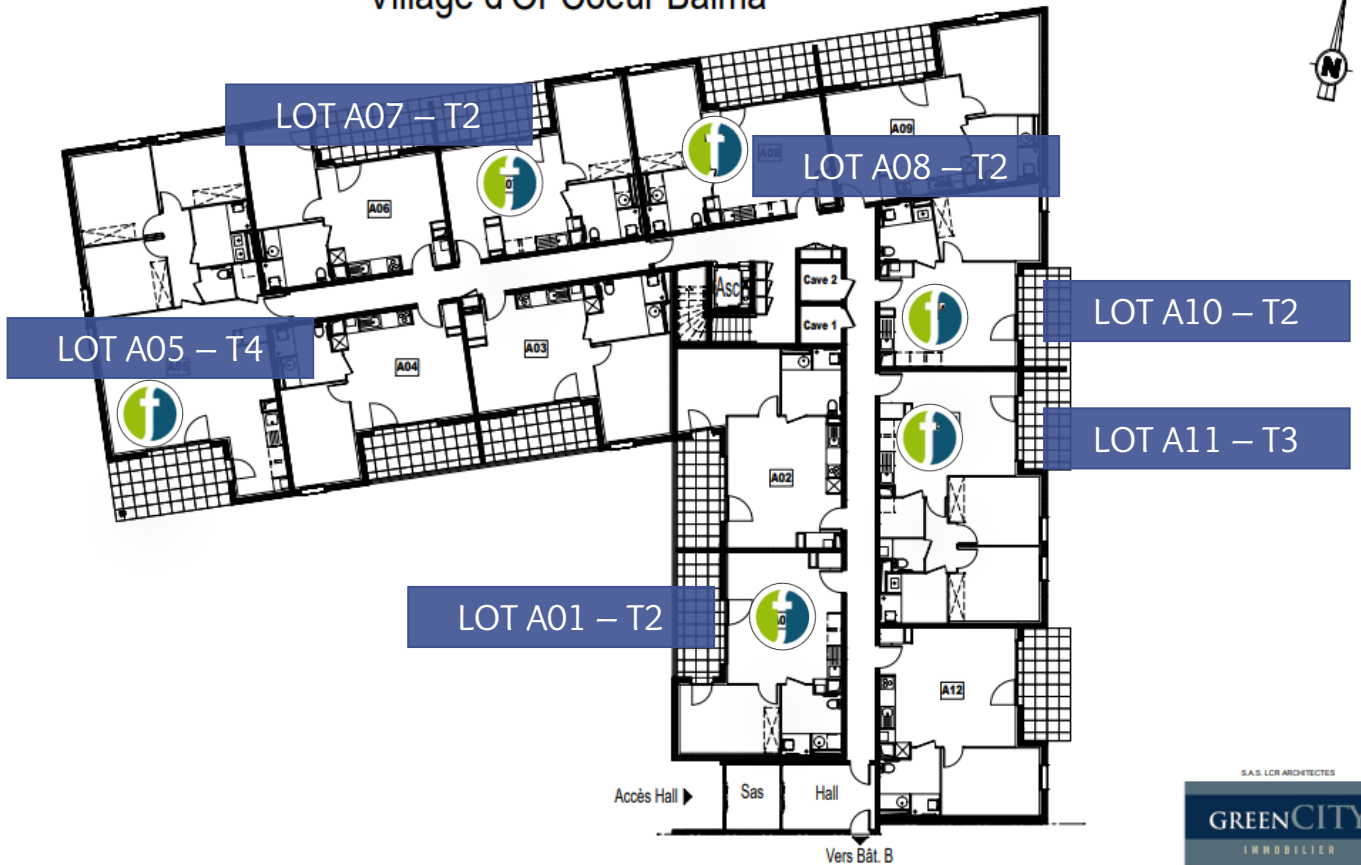 Village d'Or Coeur Balma
N
LOT A07 – T2
A09
A08
LOT A08 – T2
A06
Asc
Cave 2
Cave 1
LOT A10 – T2
LOT A05 – T4
A05
A04
A03
LOT A11 – T3
A02
LOT A01 – T2
A12
Accès Hall
Sas
Hall
Vers Bât. B
S.A.S. LCR ARCHITECTES
GREENCITY
IMMOBILIER